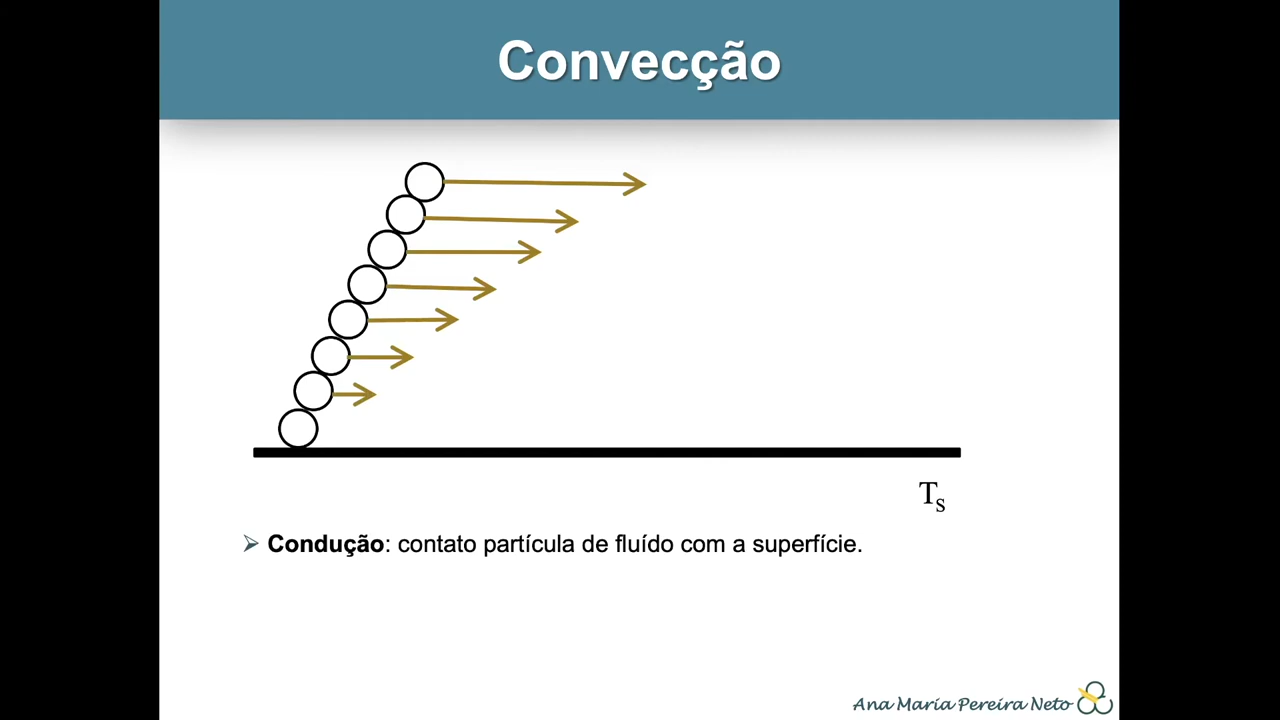 Convecção
T_S
➢ Condução: contato partícula de fluído com a superfície.
Ana Maria Pereira Neto